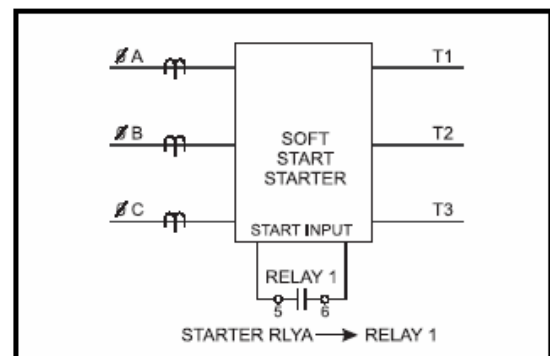 ØA T1
ØB T2
SOFT
START
STARTER
ØC T3
START INPUT
RELAY 1
5 6
STARTER RLYA → RELAY 1